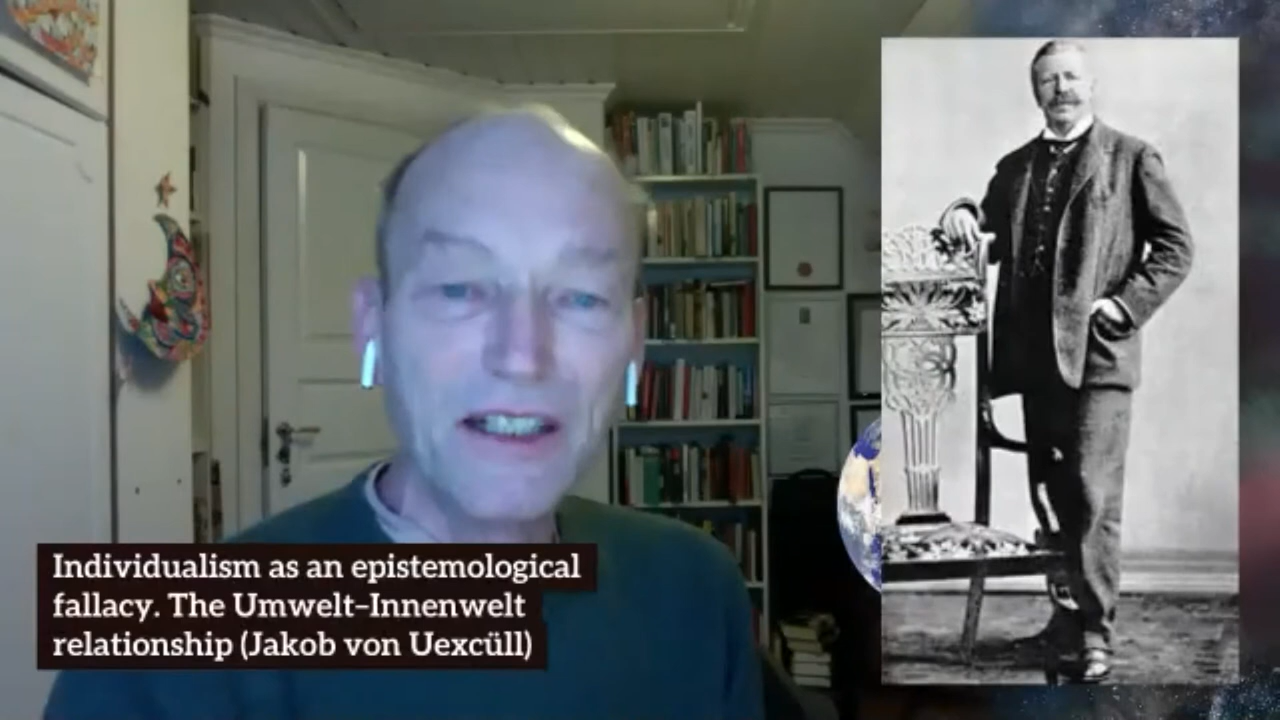 Individualism as an epistemological
fallacy. The Umwelt–Innenwelt
relationship (Jakob von Uexcüll)